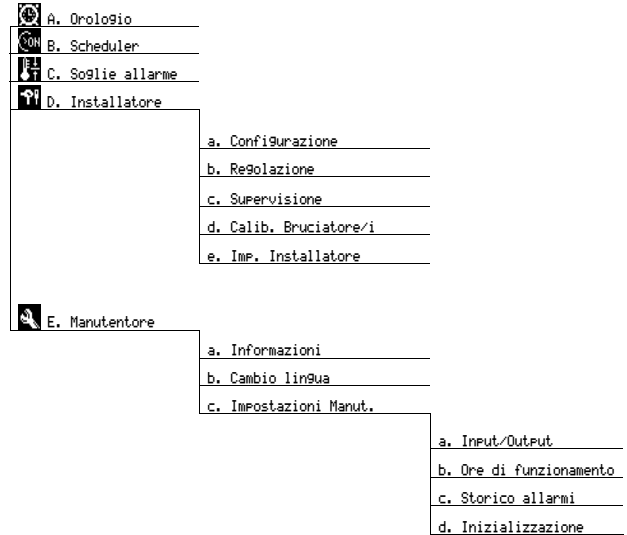 A. Orologio
ON B. Scheduler
C. Soglie allarme
D. Installatore
a. Configurazione
b. Regolazione
c. Supervisione
d. Calib. Bruciatore/i
e. Imp. Installatore
E. Manutentore
a. Informazioni
b. Cambio lingua
c. Impostazioni Manut.
a. Input/Output
b. Ore di funzionamento
c. Storico allarmi
d. Inizializzazione